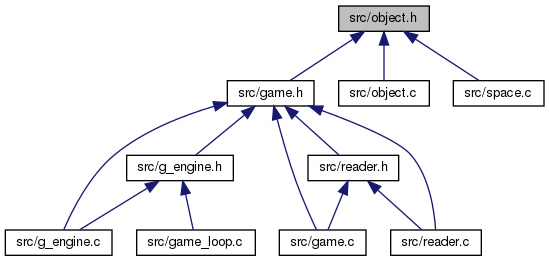 src/object.h
src/game.h
src/object.c
src/space.c
src/g_engine.h
src/reader.h
src/g_engine.c
src/game_loop.c
src/game.c
src/reader.c